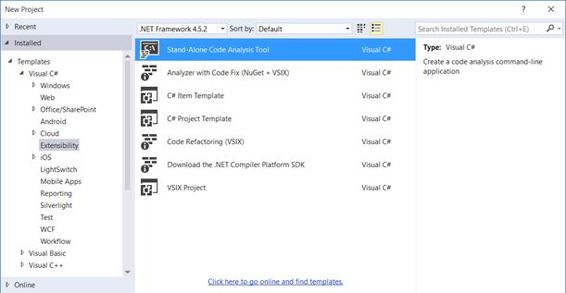 New Project
? ×
Recent
.NET Framework 4.5.2 Sort by: Default
Search Installed Templates (Ctrl+E)
Installed
Templates
Visual C#
Windows
Web
Office/SharePoint
Android
Cloud
Extensibility
iOS
LightSwitch
Mobile Apps
Reporting
Silverlight
Test
WCF
Workflow
Visual Basic
Visual C++
Online
Stand-Alone Code Analysis Tool Visual C#
Analyzer with Code Fix (NuGet + VSIX) Visual C#
C# Item Template Visual C#
C# Project Template Visual C#
Code Refactoring (VSIX) Visual C#
Download the .NET Compiler Platform SDK Visual C#
VSIX Project Visual C#
Click here to go online and find templates.
Type: Visual C#
Create a code analysis command-line
application